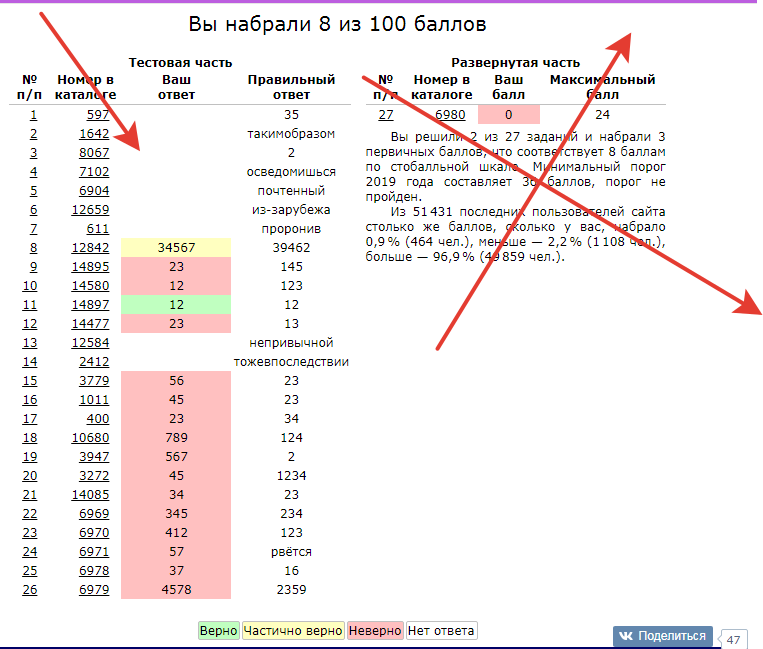 Вы набрали 8 из 100 баллов
Тестовая часть
№ п/п Номер в каталоге Ваш ответ Правильный ответ
1 597 35
2 1642 такимобразом
3 8067 2
4 7102 осведомишься
5 6904 почтенный
6 12659 из-зарубежа
7 611 проронив
8 12842 34567 39462
9 14895 23 145
10 14580 12 123
11 14897 12 12
12 14477 23 13
13 12584 непривычной
14 2412 тожевпоследствии
15 3779 56 23
16 1011 45 23
17 400 23 34
18 10680 789 124
19 3947 567 2
20 3272 45 1234
21 14085 34 23
22 6969 345 234
23 6970 412 123
24 6971 57 рвётся
25 6978 37 16
26 6979 4578 2359
Развернутая часть
№ п/п Номер в каталоге Ваш балл Максимальный балл
27 6980 0 24
Вы решили 2 из 27 заданий и набрали 3
первичных баллов, что соответствует 8 баллам
по стобалльной шкале. Минимальный порог
2019 года составляет 36 баллов, порог не
пройден.
Из 51 431 последних пользователей сайта
столько же баллов, сколько у вас, набрало
0,9 % (464 чел.), меньше — 2,2 % (1 108 чел.),
больше — 96,9 % (49 859 чел.).
Верно Частично верно Неверно Нет ответа
Поделиться 47